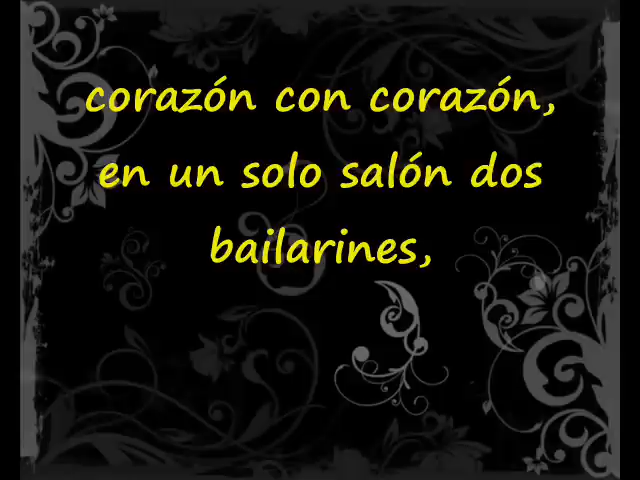 corazón con corazón,
en un solo salón dos
bailarines,